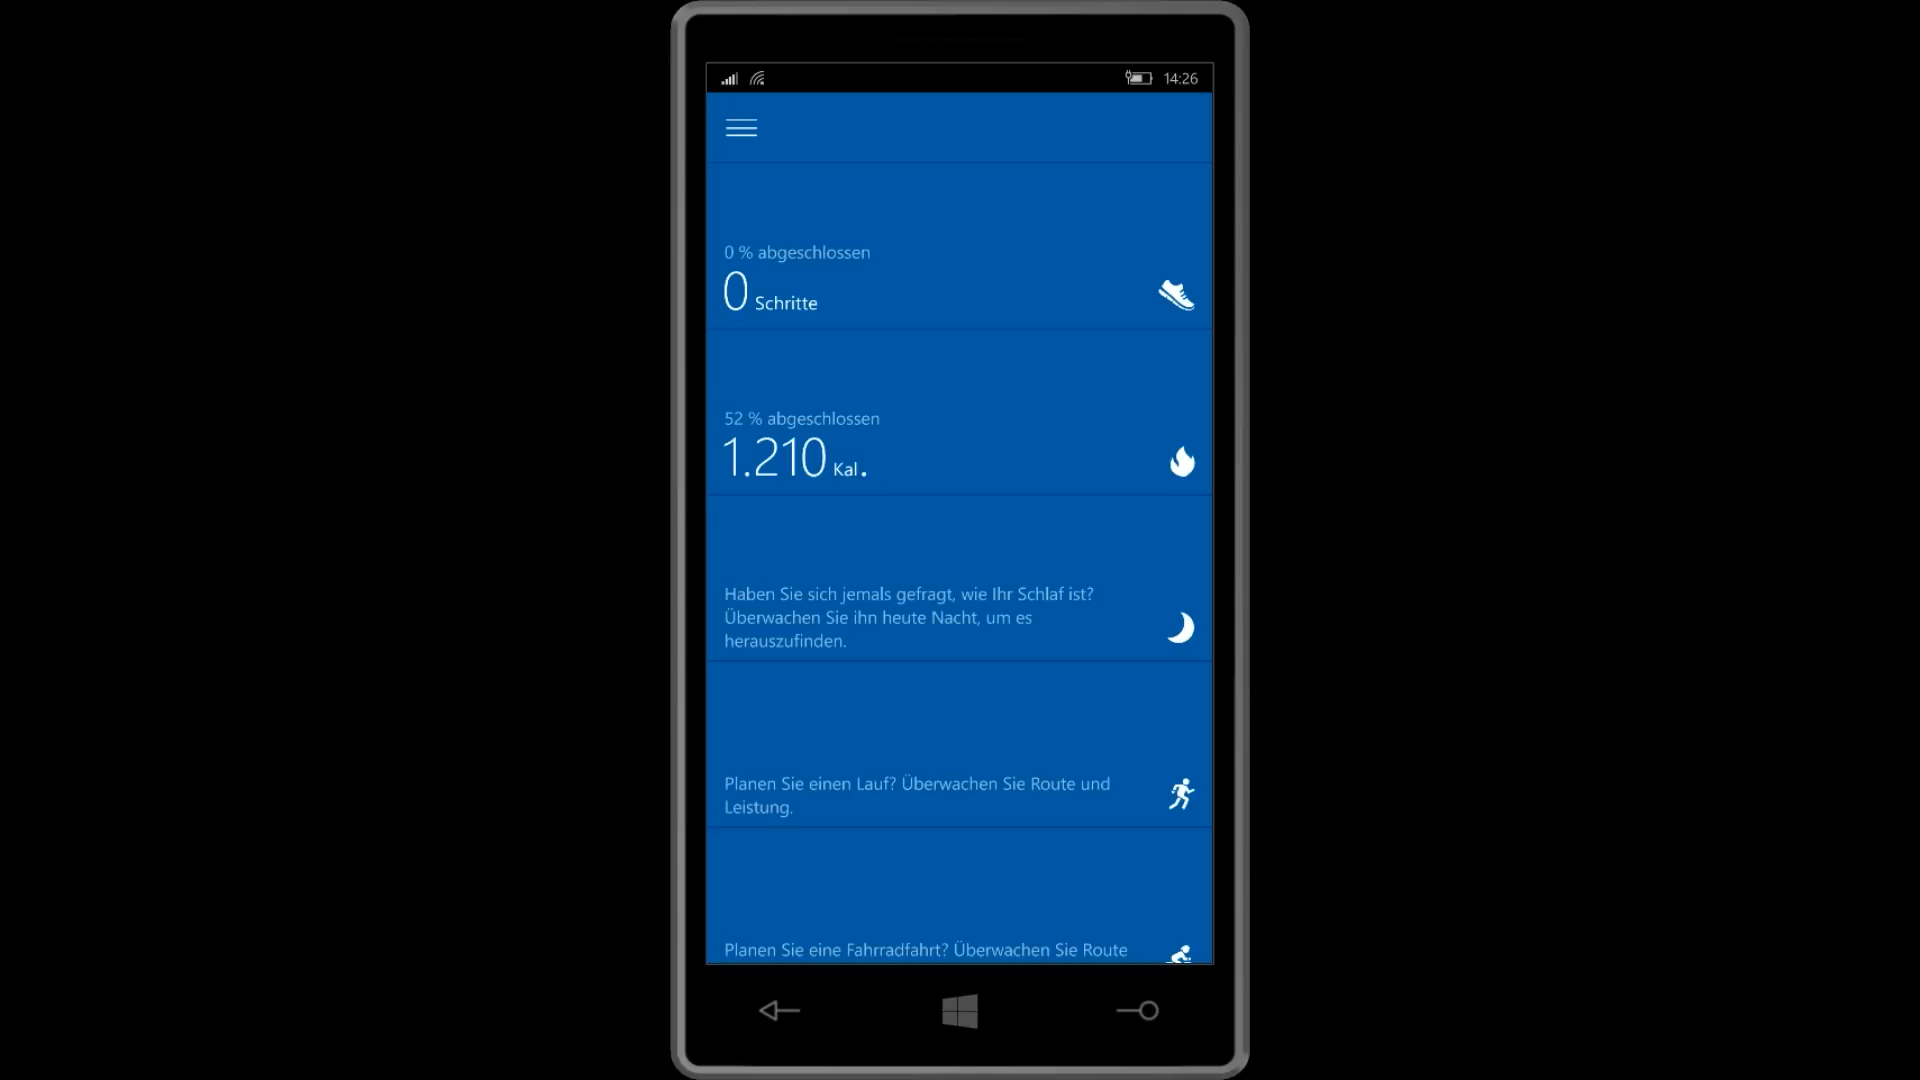 14:26
0 % abgeschlossen
0 Schritte
52 % abgeschlossen
1.210 Kal.
Haben Sie sich jemals gefragt, wie Ihr Schlaf ist?
Überwachen Sie ihn heute Nacht, um es
herauszufinden.
Planen Sie einen Lauf? Überwachen Sie Route und
Leistung.
Planen Sie eine Fahrradfahrt? Überwachen Sie Route